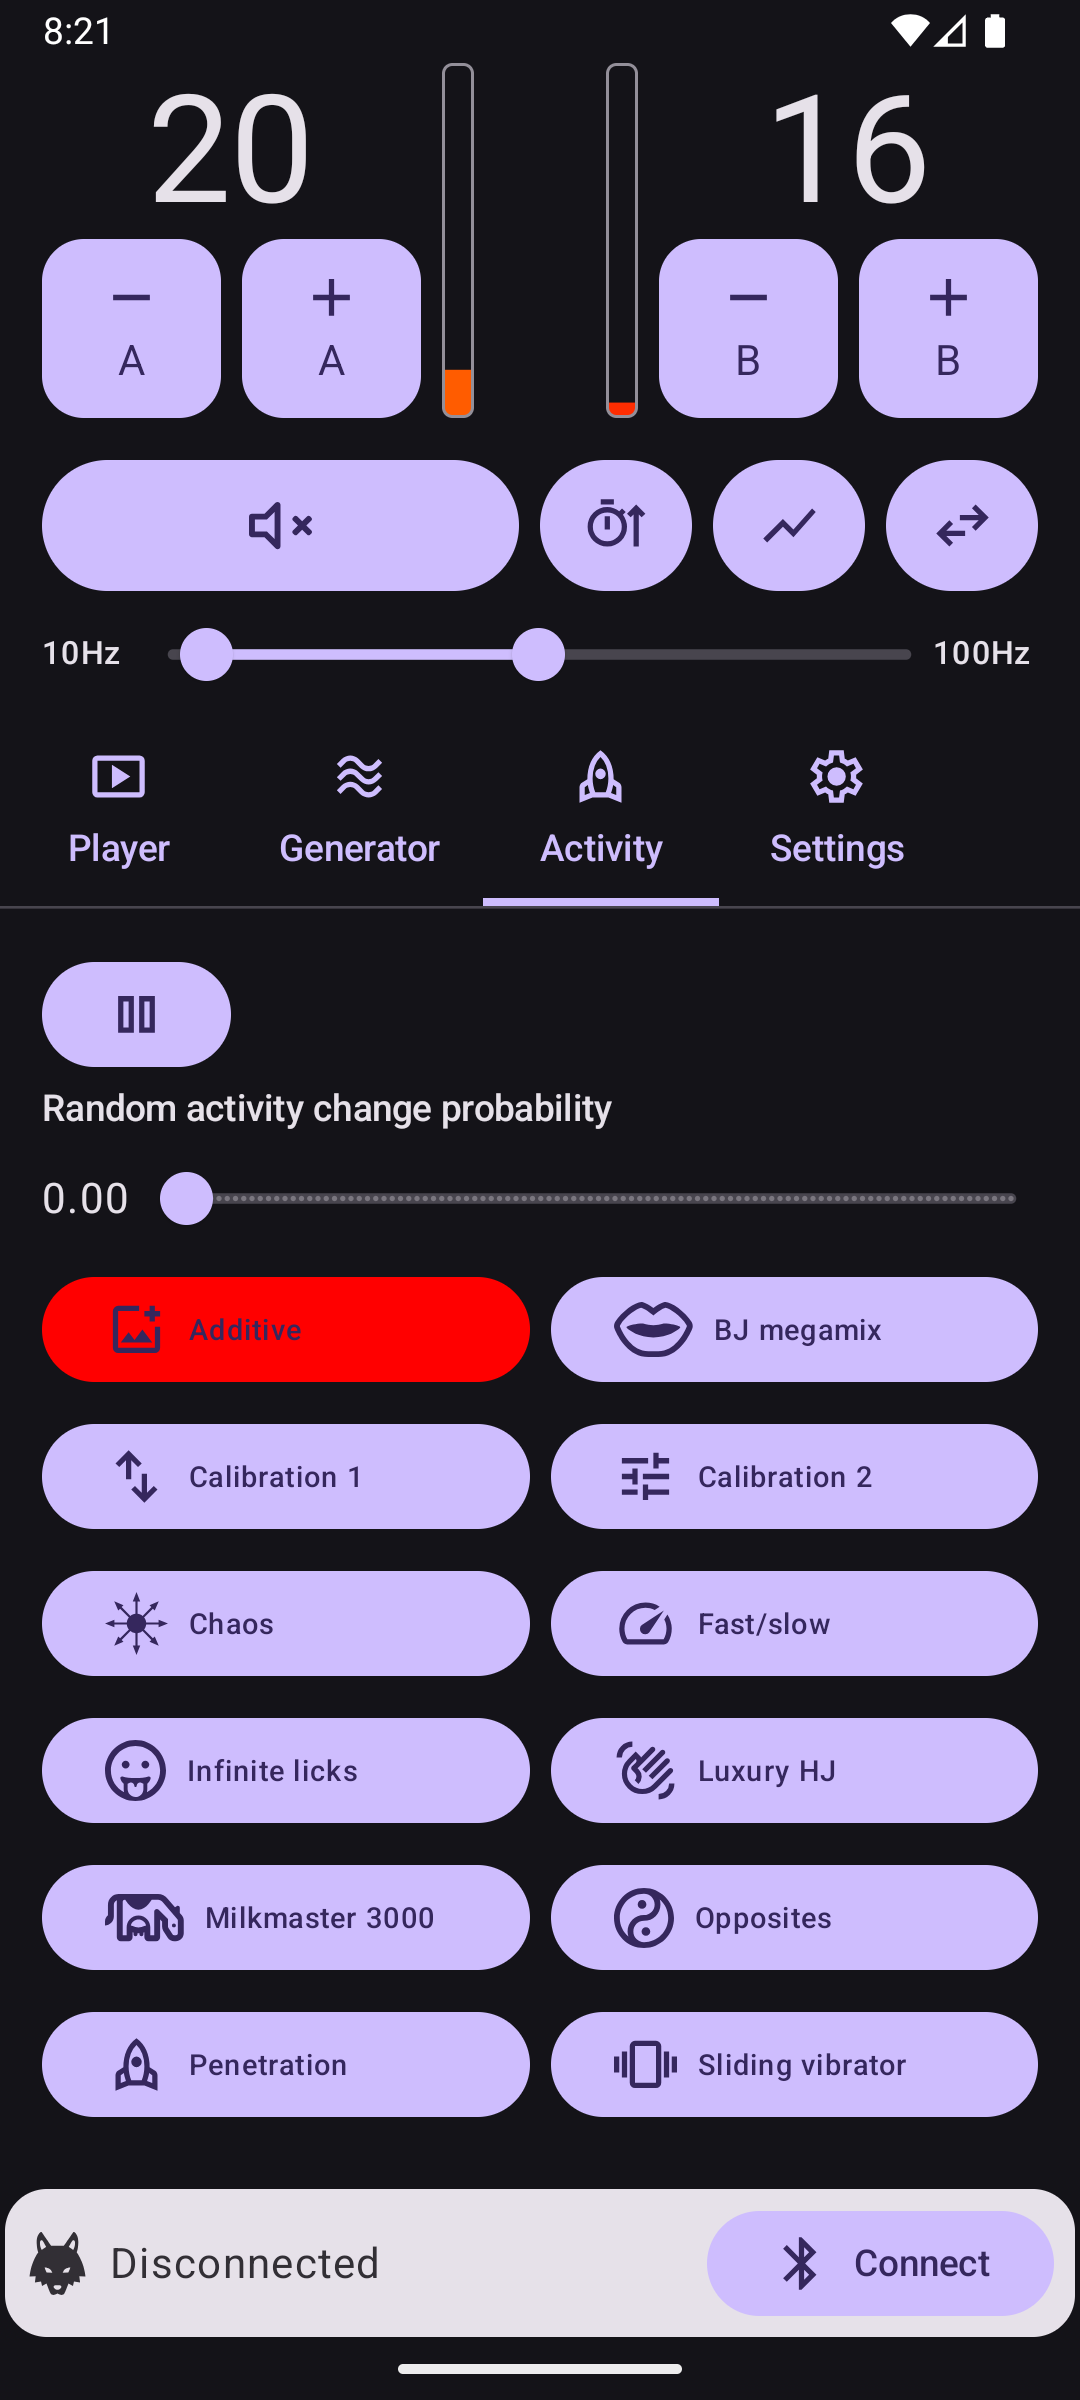 8:21
20
16
A
A
B
B
10Hz
100Hz
Player
Generator
Activity
Settings
Random activity change probability
0.00
Additive
BJ megamix
Calibration 1
Calibration 2
Chaos
Fast/slow
Infinite licks
Luxury HJ
Milkmaster 3000
Opposites
Penetration
Sliding vibrator
Disconnected
Connect